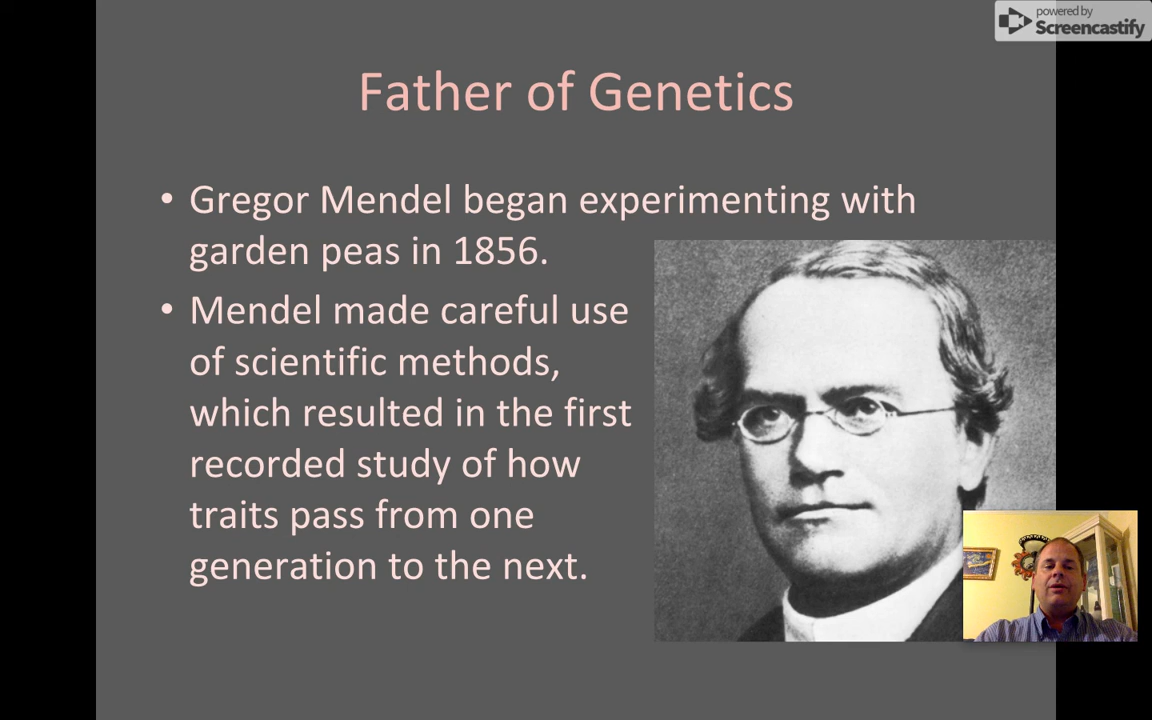 powered by
Screencastify
Father of Genetics
• Gregor Mendel began experimenting with
garden peas in 1856.
• Mendel made careful use
of scientific methods,
which resulted in the first
recorded study of how
traits pass from one
generation to the next.